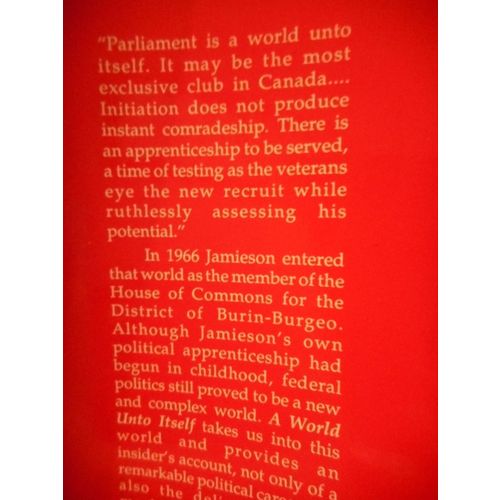 "Parliament is a world unto
itself. It may be the most
exclusive club in Canada....
Initiation does not produce
instant comradeship. There is
an apprenticeship to be served,
a time of testing as the veterans
eye the new recruit while
ruthlessly assessing his
potential."
In 1966 Jamieson entered
that world as the member of the
House of Commons for the
District of Burin-Burgeo.
Although Jamieson's own
political apprenticeship had
begun in childhood, federal
politics still proved to be a new
and complex world. A World
Unto Itself takes us into this
world and provides an
insider's account, not only of a
remarkable political
also the